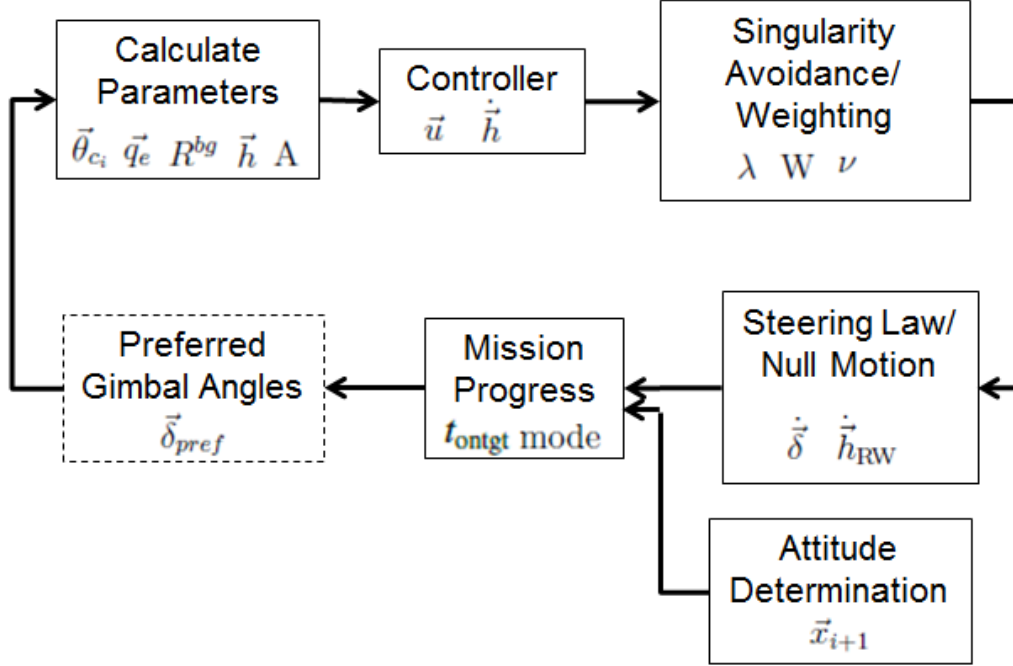 Calculate
Parameters
θ⃗_{c_i} q⃗_e R^{bg} h⃗ A
Controller
u⃗ ḣ⃗
Singularity
Avoidance/
Weighting
λ W ν
Steering Law/
Null Motion
δ̇⃗ ḣ⃗_{RW}
Attitude
Determination
x⃗_{i+1}
Mission
Progress
t_{ontgt} mode
Preferred
Gimbal Angles
δ⃗_{pref}